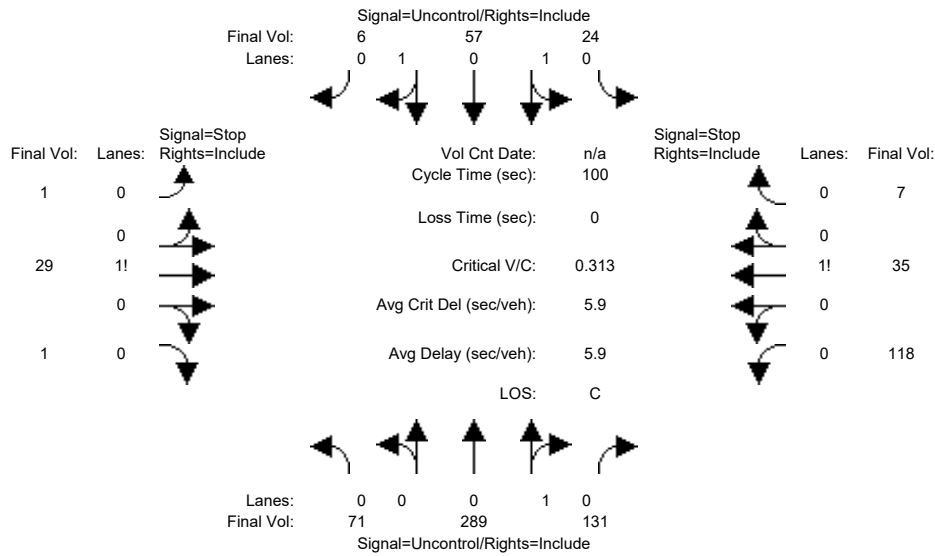 Signal=Uncontrol/Rights=Include
Final Vol: 6 57 24
Lanes: 0 1 0 1 0
Signal=Stop
Final Vol: Lanes: Rights=Include
Vol Cnt Date: n/a
Signal=Stop
Rights=Include Lanes: Final Vol:
Cycle Time (sec): 100
1 0
0 7
Loss Time (sec): 0
0
0
29 1!
Critical V/C: 0.313
1! 35
0
Avg Crit Del (sec/veh): 5.9
0
1 0
Avg Delay (sec/veh): 5.9
0 118
LOS: C
Lanes: 0 0 0 1 0
Final Vol: 71 289 131
Signal=Uncontrol/Rights=Include